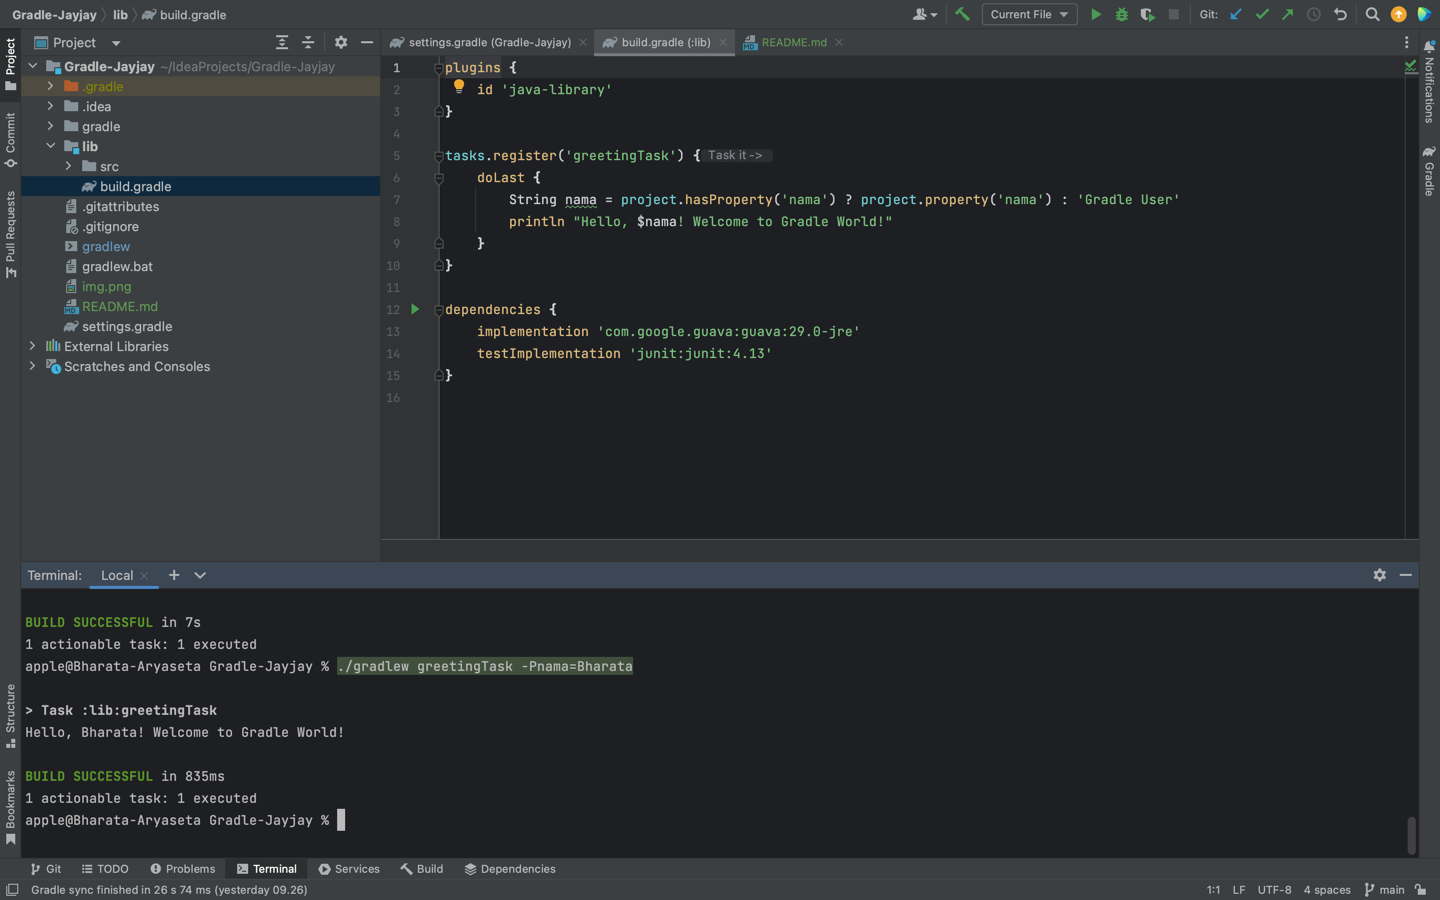 Gradle-Jayjay lib build.gradle
Current File Git:
Project
settings.gradle (Gradle-Jayjay) build.gradle (:lib) README.md
Project
Commit
Pull Requests
Structure
Bookmarks
Notifications
Gradle
Gradle-Jayjay ~/IdeaProjects/Gradle-Jayjay
.gradle
.idea
gradle
lib
src
build.gradle
.gitattributes
.gitignore
gradlew
gradlew.bat
img.png
README.md
settings.gradle
External Libraries
Scratches and Consoles
1 plugins {
2 id 'java-library'
3 }
4
5 tasks.register('greetingTask') { Task it ->
6 doLast {
7 String nama = project.hasProperty('nama') ? project.property('nama') : 'Gradle User'
8 println "Hello, $nama! Welcome to Gradle World!"
9 }
10 }
11
12 dependencies {
13 implementation 'com.google.guava:guava:29.0-jre'
14 testImplementation 'junit:junit:4.13'
15 }
16
Terminal: Local
BUILD SUCCESSFUL in 7s
1 actionable task: 1 executed
apple@Bharata-Aryaseta Gradle-Jayjay % ./gradlew greetingTask -Pnama=Bharata
> Task :lib:greetingTask
Hello, Bharata! Welcome to Gradle World!
BUILD SUCCESSFUL in 835ms
1 actionable task: 1 executed
apple@Bharata-Aryaseta Gradle-Jayjay %
Git TODO Problems Terminal Services Build Dependencies
Gradle sync finished in 26 s 74 ms (yesterday 09.26) 1:1 LF UTF-8 4 spaces main